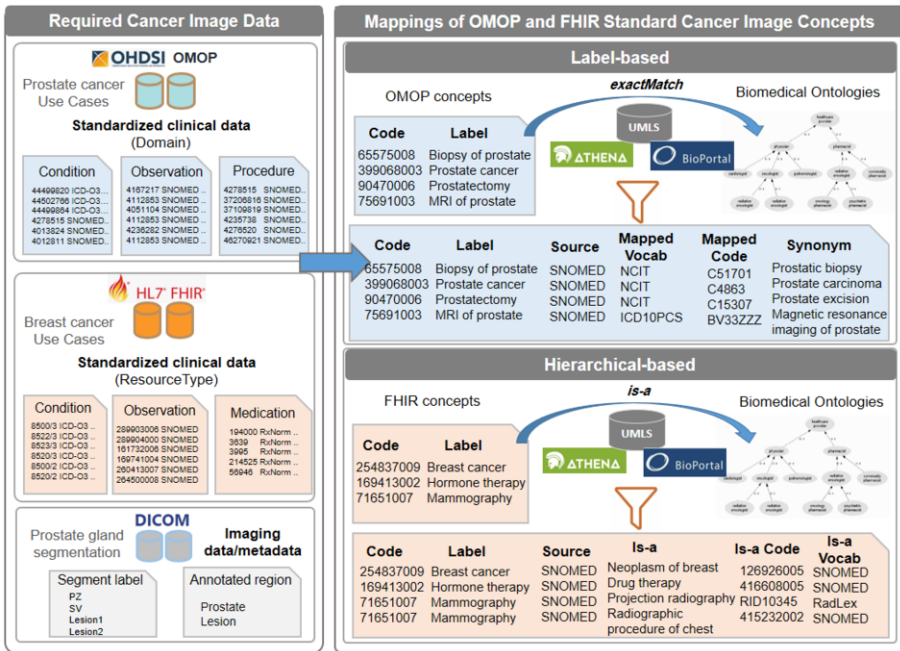 Required Cancer Image Data
OHDSI OMOP
Prostate cancer
Use Cases
Standardized clinical data
(Domain)
Condition
44499820 ICD-O3...
44502766 ICD-O3...
44499864 ICD-O3...
4278515 SNOMED..
4013824 SNOMED..
4012811 SNOMED..
Observation
4167217 SNOMED ..
4112853 SNOMED ..
4051104 SNOMED ..
4112853 SNOMED ..
4236282 SNOMED ..
4112853 SNOMED ..
Procedure
4278515 SNOMED..
37206816 SNOMED..
37109819 SNOMED..
4235738 SNOMED..
4276520 SNOMED..
46270921 SNOMED..
HL7 FHIR
Breast cancer
Use Cases
Standardized clinical data
(ResourceType)
Condition
8500/3 ICD-O3 ..
8522/3 ICD-O3 ..
8523/3 ICD-O3 ..
8520/3 ICD-O3 ..
8500/2 ICD-O3 ..
8520/2 ICD-O3 ..
Observation
289903006 SNOMED
289904000 SNOMED
161732006 SNOMED
169741004 SNOMED
260413007 SNOMED
264500008 SNOMED
Medication
194000 RxNorm ..
3639 RxNorm ..
3995 RxNorm ..
214525 RxNorm ..
56946 RxNorm ..
DICOM
Prostate gland
segmentation
Imaging
data/metadata
Segment label
PZ
SV
Lesion1
Lesion2
Annotated region
Prostate
Lesion
Mappings of OMOP and FHIR Standard Cancer Image Concepts
Label-based
OMOP concepts
exactMatch
Biomedical Ontologies
UMLS
ATHENA
BioPortal
Code Label
65575008 Biopsy of prostate
399068003 Prostate cancer
90470006 Prostatectomy
75691003 MRI of prostate
Code Label Source Mapped Vocab Mapped Code Synonym
65575008 Biopsy of prostate SNOMED NCIT C51701 Prostatic biopsy
399068003 Prostate cancer SNOMED NCIT C4863 Prostate carcinoma
90470006 Prostatectomy SNOMED NCIT C15307 Prostate excision
75691003 MRI of prostate SNOMED ICD10PCS BV33ZZZ Magnetic resonance imaging of prostate
Hierarchical-based
FHIR concepts
is-a
Biomedical Ontologies
UMLS
ATHENA
BioPortal
Code Label
254837009 Breast cancer
169413002 Hormone therapy
71651007 Mammography
Code Label Source Is-a Is-a Code Is-a Vocab
254837009 Breast cancer SNOMED Neoplasm of breast 126926005 SNOMED
169413002 Hormone therapy SNOMED Drug therapy 416608005 SNOMED
71651007 Mammography SNOMED Projection radiography RID10345 RadLex
71651007 Mammography SNOMED Radiographic procedure of chest 415232002 SNOMED